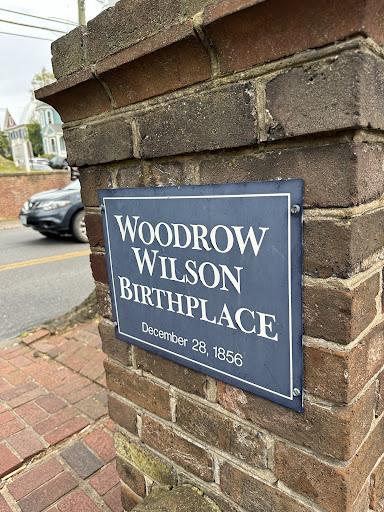 WOODROW
WILSON
BIRTHPLACE
December 28, 1856